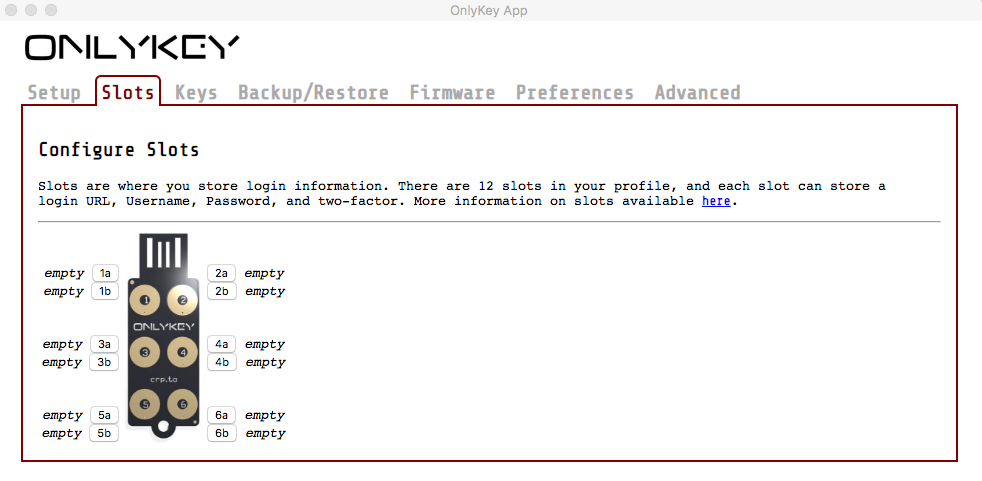 OnlyKey App
ONLYKEY
Setup Slots Keys Backup/Restore Firmware Preferences Advanced
Configure Slots
Slots are where you store login information. There are 12 slots in your profile, and each slot can store a
login URL, Username, Password, and two-factor. More information on slots available here.
empty 1a 2a empty
empty 1b 2b empty
1 2
ONLYKEY
empty 3a 4a empty
3 4
empty 3b 4b empty
crp.to
5 6
empty 5a 6a empty
empty 5b 6b empty